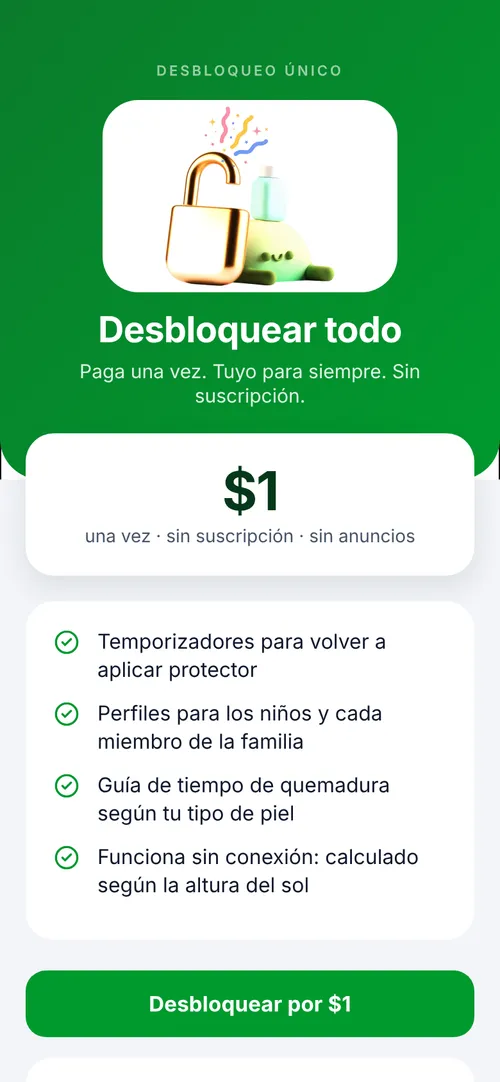 DESBLOQUEO ÚNICO
Desbloquear todo
Paga una vez. Tuyo para siempre. Sin
suscripción.
$1
una vez · sin suscripción · sin anuncios
Temporizadores para volver a
aplicar protector
Perfiles para los niños y cada
miembro de la familia
Guía de tiempo de quemadura
según tu tipo de piel
Funciona sin conexión: calculado
según la altura del sol
Desbloquear por $1